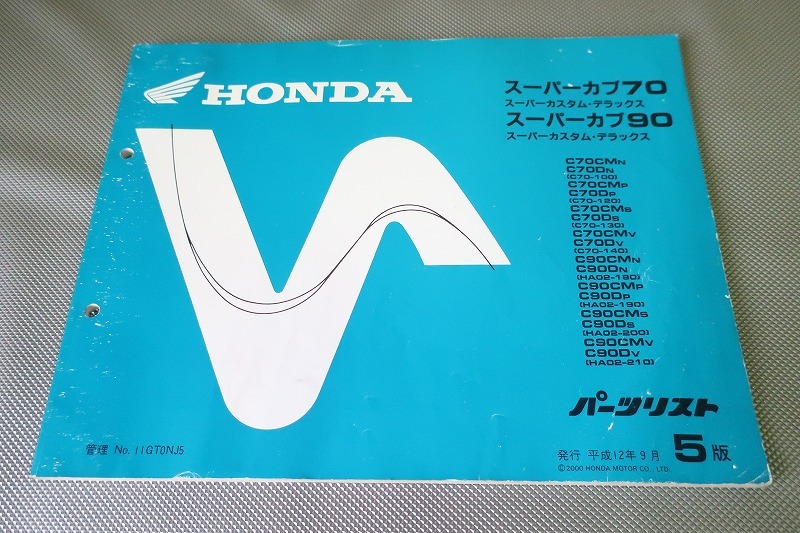 HONDA
スーパーカブ70
スーパーカスタム・デラックス
スーパーカブ90
スーパーカスタム・デラックス
C70CMN
C70DN
(C70-100)
C70CMP
C70DP
(C70-120)
C70CMS
C70DS
(C70-130)
C70CMV
C70DV
(C70-140)
C90CMN
C90DN
(HA02-180)
C90CMP
C90DP
(HA02-190)
C90CMS
C90DS
(HA02-200)
C90CMV
C90DV
(HA02-210)
パーツリスト
管理 No. 11GT0NJ5
発行 平成12年9月 5版
©2000 HONDA MOTOR CO., LTD.